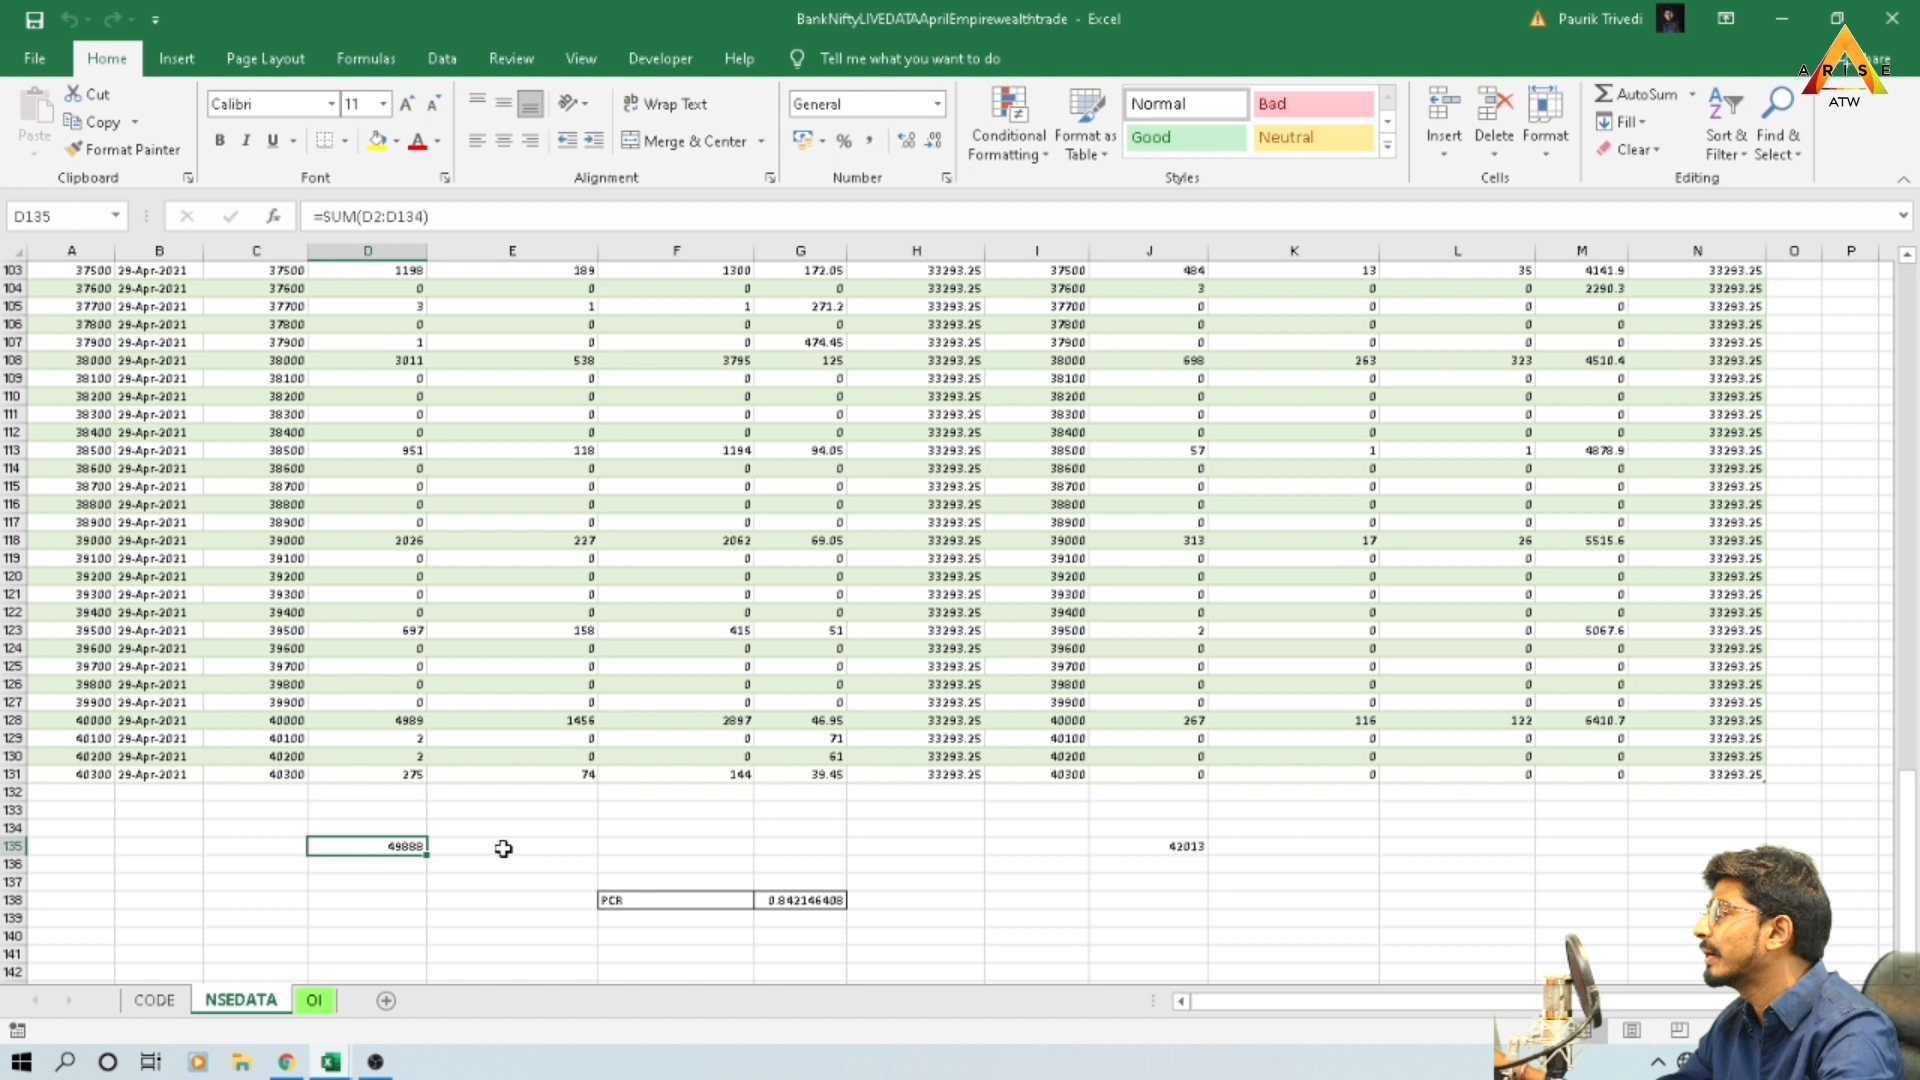 BankNiftyLIVEDATAAprilEmpirewealthtrade - Excel
Paurik Trivedi
File Home Insert Page Layout Formulas Data Review View Developer Help Tell me what you want to do
ARISE
ATW
Paste
Cut
Copy
Format Painter
Clipboard
Calibri 11
B I U
Font
Wrap Text
Merge & Center
Alignment
General
Number
Conditional Formatting
Format as Table
Normal Bad
Good Neutral
Styles
Insert Delete Format
Cells
AutoSum
Fill
Clear
Sort & Filter
Find & Select
Editing
D135 fx =SUM(D2:D134)
A B C D E F G H I J K L M N O P
103 37500 29-Apr-2021 37500 1198 189 1300 172.05 33293.25 37500 484 13 35 4141.9 33293.25
104 37600 29-Apr-2021 37600 0 0 0 0 33293.25 37600 3 0 0 2290.3 33293.25
105 37700 29-Apr-2021 37700 3 1 1 271.2 33293.25 37700 0 0 0 0 33293.25
106 37800 29-Apr-2021 37800 0 0 0 0 33293.25 37800 0 0 0 0 33293.25
107 37900 29-Apr-2021 37900 1 0 0 474.45 33293.25 37900 0 0 0 0 33293.25
108 38000 29-Apr-2021 38000 3011 538 3795 125 33293.25 38000 698 263 323 4510.4 33293.25
109 38100 29-Apr-2021 38100 0 0 0 0 33293.25 38100 0 0 0 0 33293.25
110 38200 29-Apr-2021 38200 0 0 0 0 33293.25 38200 0 0 0 0 33293.25
111 38300 29-Apr-2021 38300 0 0 0 0 33293.25 38300 0 0 0 0 33293.25
112 38400 29-Apr-2021 38400 0 0 0 0 33293.25 38400 0 0 0 0 33293.25
113 38500 29-Apr-2021 38500 951 118 1194 94.05 33293.25 38500 57 1 1 4878.9 33293.25
114 38600 29-Apr-2021 38600 0 0 0 0 33293.25 38600 0 0 0 0 33293.25
115 38700 29-Apr-2021 38700 0 0 0 0 33293.25 38700 0 0 0 0 33293.25
116 38800 29-Apr-2021 38800 0 0 0 0 33293.25 38800 0 0 0 0 33293.25
117 38900 29-Apr-2021 38900 0 0 0 0 33293.25 38900 0 0 0 0 33293.25
118 39000 29-Apr-2021 39000 2026 227 2062 69.05 33293.25 39000 313 17 26 5515.6 33293.25
119 39100 29-Apr-2021 39100 0 0 0 0 33293.25 39100 0 0 0 0 33293.25
120 39200 29-Apr-2021 39200 0 0 0 0 33293.25 39200 0 0 0 0 33293.25
121 39300 29-Apr-2021 39300 0 0 0 0 33293.25 39300 0 0 0 0 33293.25
122 39400 29-Apr-2021 39400 0 0 0 0 33293.25 39400 0 0 0 0 33293.25
123 39500 29-Apr-2021 39500 697 158 415 51 33293.25 39500 2 0 0 5067.6 33293.25
124 39600 29-Apr-2021 39600 0 0 0 0 33293.25 39600 0 0 0 0 33293.25
125 39700 29-Apr-2021 39700 0 0 0 0 33293.25 39700 0 0 0 0 33293.25
126 39800 29-Apr-2021 39800 0 0 0 0 33293.25 39800 0 0 0 0 33293.25
127 39900 29-Apr-2021 39900 0 0 0 0 33293.25 39900 0 0 0 0 33293.25
128 40000 29-Apr-2021 40000 4989 1456 2897 46.95 33293.25 40000 267 116 122 6410.7 33293.25
129 40100 29-Apr-2021 40100 2 0 0 71 33293.25 40100 0 0 0 0 33293.25
130 40200 29-Apr-2021 40200 2 0 0 61 33293.25 40200 0 0 0 0 33293.25
131 40300 29-Apr-2021 40300 275 74 144 39.45 33293.25 40300 0 0 0 0 33293.25
132
133
134
135 49888 42013
136
137
138 PCR 0.842146408
139
140
141
142
CODE NSEDATA OI